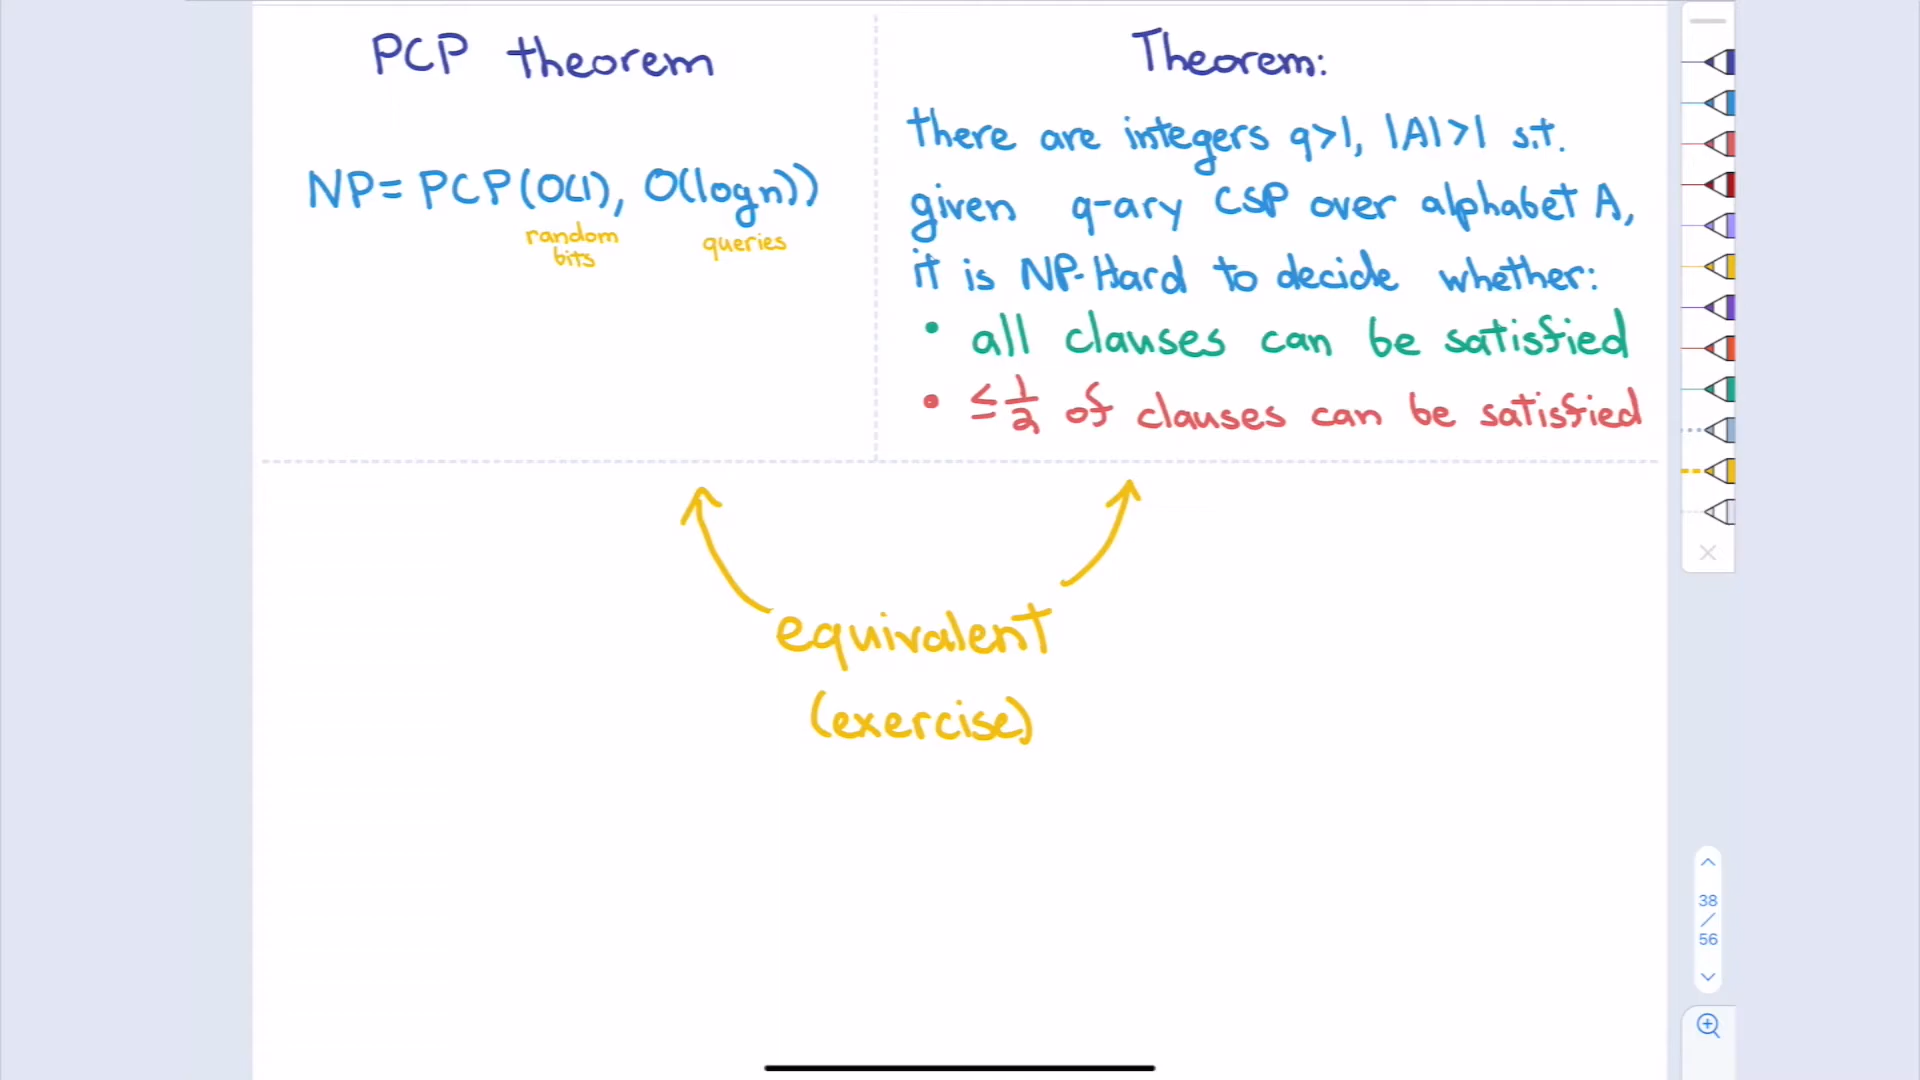 PCP theorem
NP= PCP(O(1), O(logn))
random
bits
queries
Theorem:
there are integers q>1, |A|>1 s.t.
given q-ary CSP over alphabet A,
it is NP-Hard to decide whether:
• all clauses can be satisfied
• ≤ 1/2 of clauses can be satisfied
equivalent
(exercise)
38
/
56